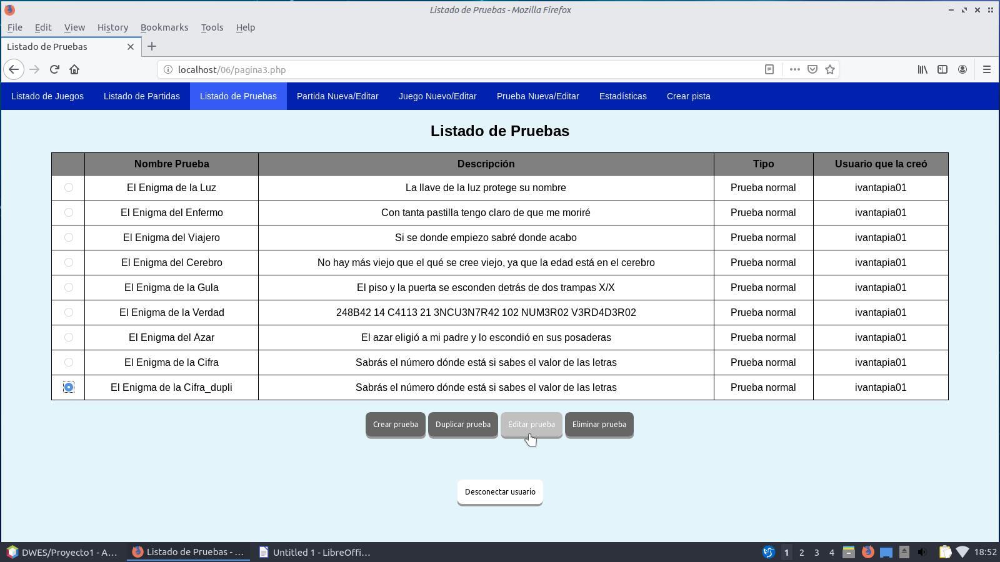 Listado de Pruebas - Mozilla Firefox
File Edit View History Bookmarks Tools Help
Listado de Pruebas
localhost/06/pagina3.php
Listado de Juegos Listado de Partidas Listado de Pruebas Partida Nueva/Editar Juego Nuevo/Editar Prueba Nueva/Editar Estadísticas Crear pista
Listado de Pruebas
Nombre Prueba Descripción Tipo Usuario que la creó
El Enigma de la Luz La llave de la luz protege su nombre Prueba normal ivantapia01
El Enigma del Enfermo Con tanta pastilla tengo claro de que me moriré Prueba normal ivantapia01
El Enigma del Viajero Si se donde empiezo sabré donde acabo Prueba normal ivantapia01
El Enigma del Cerebro No hay más viejo que el qué se cree viejo, ya que la edad está en el cerebro Prueba normal ivantapia01
El Enigma de la Gula El piso y la puerta se esconden detrás de dos trampas X/X Prueba normal ivantapia01
El Enigma de la Verdad 248B42 14 C4113 21 3NCU3N7R42 102 NUM3R02 V3RD4D3R02 Prueba normal ivantapia01
El Enigma del Azar El azar eligió a mi padre y lo escondió en sus posaderas Prueba normal ivantapia01
El Enigma de la Cifra Sabrás el número dónde está si sabes el valor de las letras Prueba normal ivantapia01
El Enigma de la Cifra_dupli Sabrás el número dónde está si sabes el valor de las letras Prueba normal ivantapia01
Crear prueba Duplicar prueba Editar prueba Eliminar prueba
Desconectar usuario
DWES/Proyecto1 - A... Listado de Pruebas - ... Untitled 1 - LibreOffi... 1 2 3 4 18:52